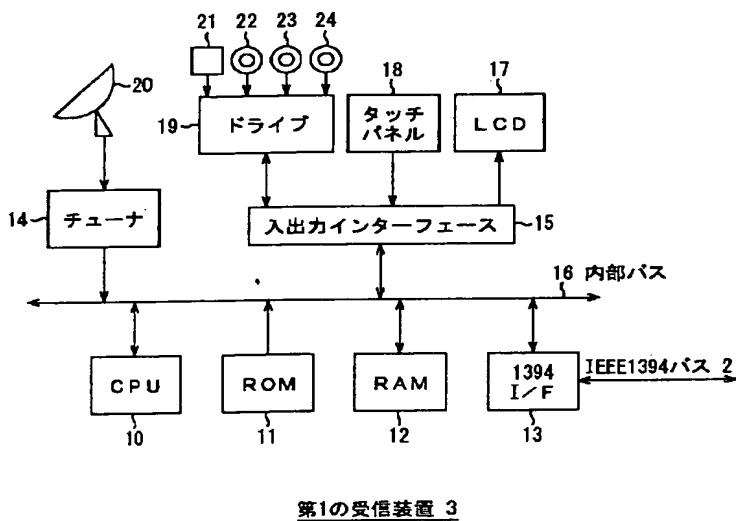 21 22 23 24
20
18
17
19
ドライブ
タッチ
パネル
LCD
14
チューナ
入出力インターフェース
15
16 内部バス
CPU
ROM
RAM
1394
I/F
IEEE1394バス 2
10
11
12
13
第1の受信装置 3